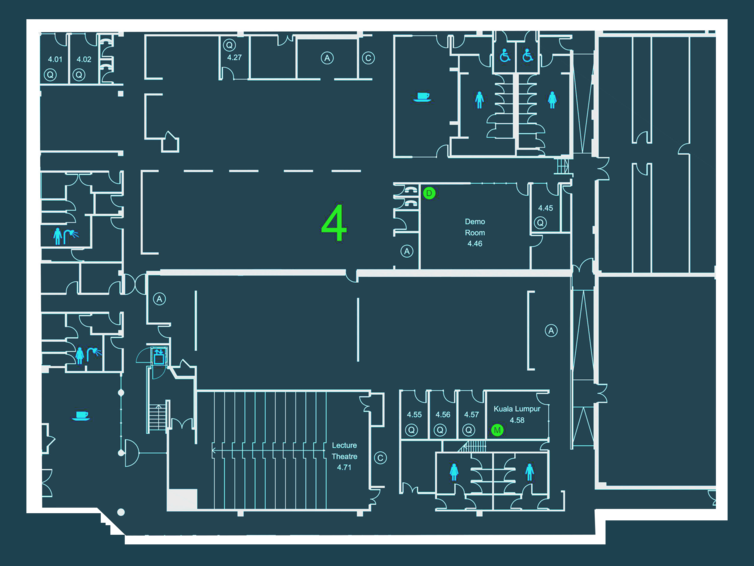 4.01
4.02
Q
Q
Q
4.27
A
C
4
D
Demo
Room
4.46
4.45
Q
A
A
A
4.55
4.56
4.57
Q
Q
Q
Kuala Lumpur
4.58
M
Lecture
Theatre
4.71
C